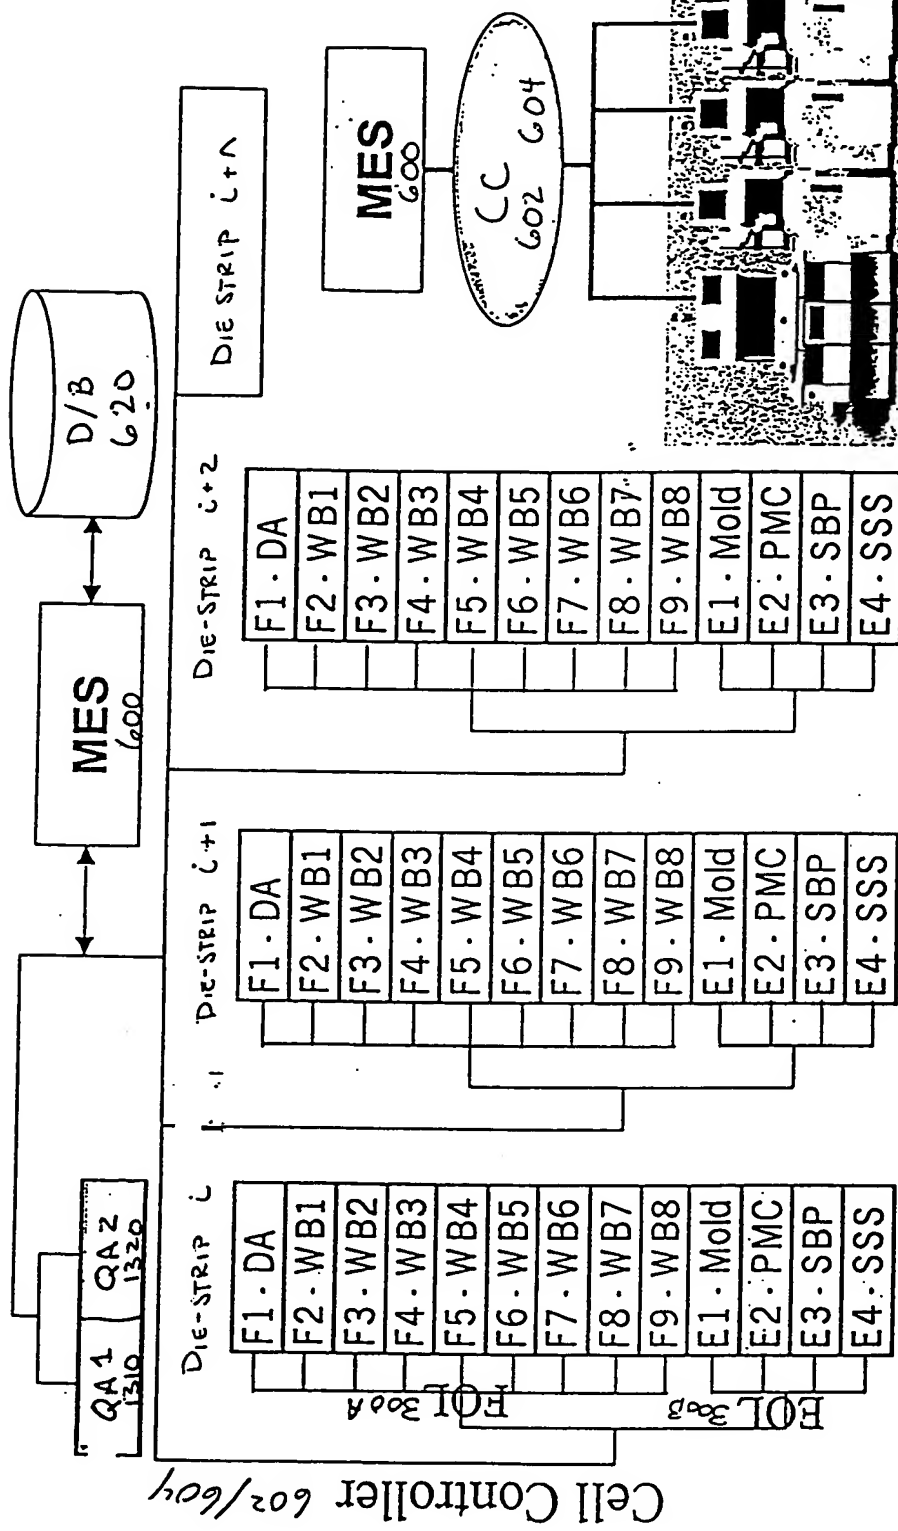 QA1
1310
QA2
1320
MES
600
D/B
620
DIE-STRIP i
F1·DA
F2·WB1
F3·WB2
F4·WB3
F5·WB4
F6·WB5
F7·WB6
F8·WB7
F9·WB8
E1·Mold
E2·PMC
E3·SBP
E4·SSS
FOL 300A
EOL 300B
DIE-STRIP i+1
F1·DA
F2·WB1
F3·WB2
F4·WB3
F5·WB4
F6·WB5
F7·WB6
F8·WB7
F9·WB8
E1·Mold
E2·PMC
E3·SBP
E4·SSS
DIE-STRIP i+2
F1·DA
F2·WB1
F3·WB2
F4·WB3
F5·WB4
F6·WB5
F7·WB6
F8·WB7
F9·WB8
E1·Mold
E2·PMC
E3·SBP
E4·SSS
DIE STRIP i+n
MES
600
CC
602 604
Cell Controller 602/604